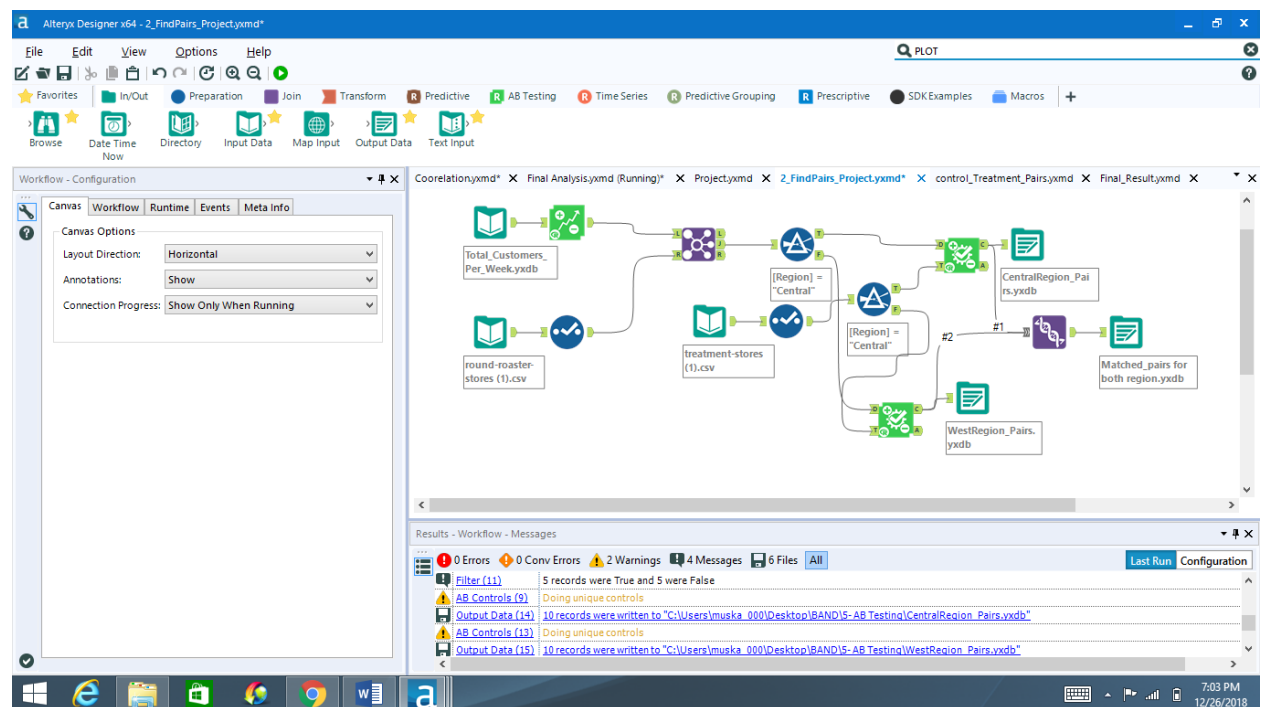 a Alteryx Designer x64 - 2_FindPairs_Project.yxmd*
File Edit View Options Help
PLOT
Favorites In/Out Preparation Join Transform R Predictive R AB Testing R Time Series R Predictive Grouping R Prescriptive SDK Examples Macros +
Browse Date Time Directory Input Data Map Input Output Data Text Input
Now
Workflow - Configuration
Canvas Workflow Runtime Events Meta Info
Canvas Options
Layout Direction: Horizontal
Annotations: Show
Connection Progress: Show Only When Running
Coorelation.yxmd* X Final Analysis.yxmd (Running)* X Project.yxmd X 2_FindPairs_Project.yxmd* X control_Treatment_Pairs.yxmd X Final_Result.yxmd X
Total_Customers_
Per_Week.yxdb
L L
J
R R
T
F
[Region] =
"Central"
D C
T A
CentralRegion_Pai
rs.yxdb
round-roaster-
stores (1).csv
treatment-stores
(1).csv
T
F
[Region] =
"Central"
#2
#1
Matched_pairs for
both region.yxdb
D C
T A
WestRegion_Pairs.
yxdb
Results - Workflow - Messages
0 Errors 0 Conv Errors 2 Warnings 4 Messages 6 Files All Last Run Configuration
Filter (11) 5 records were True and 5 were False
AB Controls (9) Doing unique controls
Output Data (14) 10 records were written to "C:\Users\muska_000\Desktop\BAND\5- AB Testing\CentralRegion_Pairs.yxdb"
AB Controls (13) Doing unique controls
Output Data (15) 10 records were written to "C:\Users\muska_000\Desktop\BAND\5- AB Testing\WestRegion_Pairs.yxdb"
7:03 PM
12/26/2018